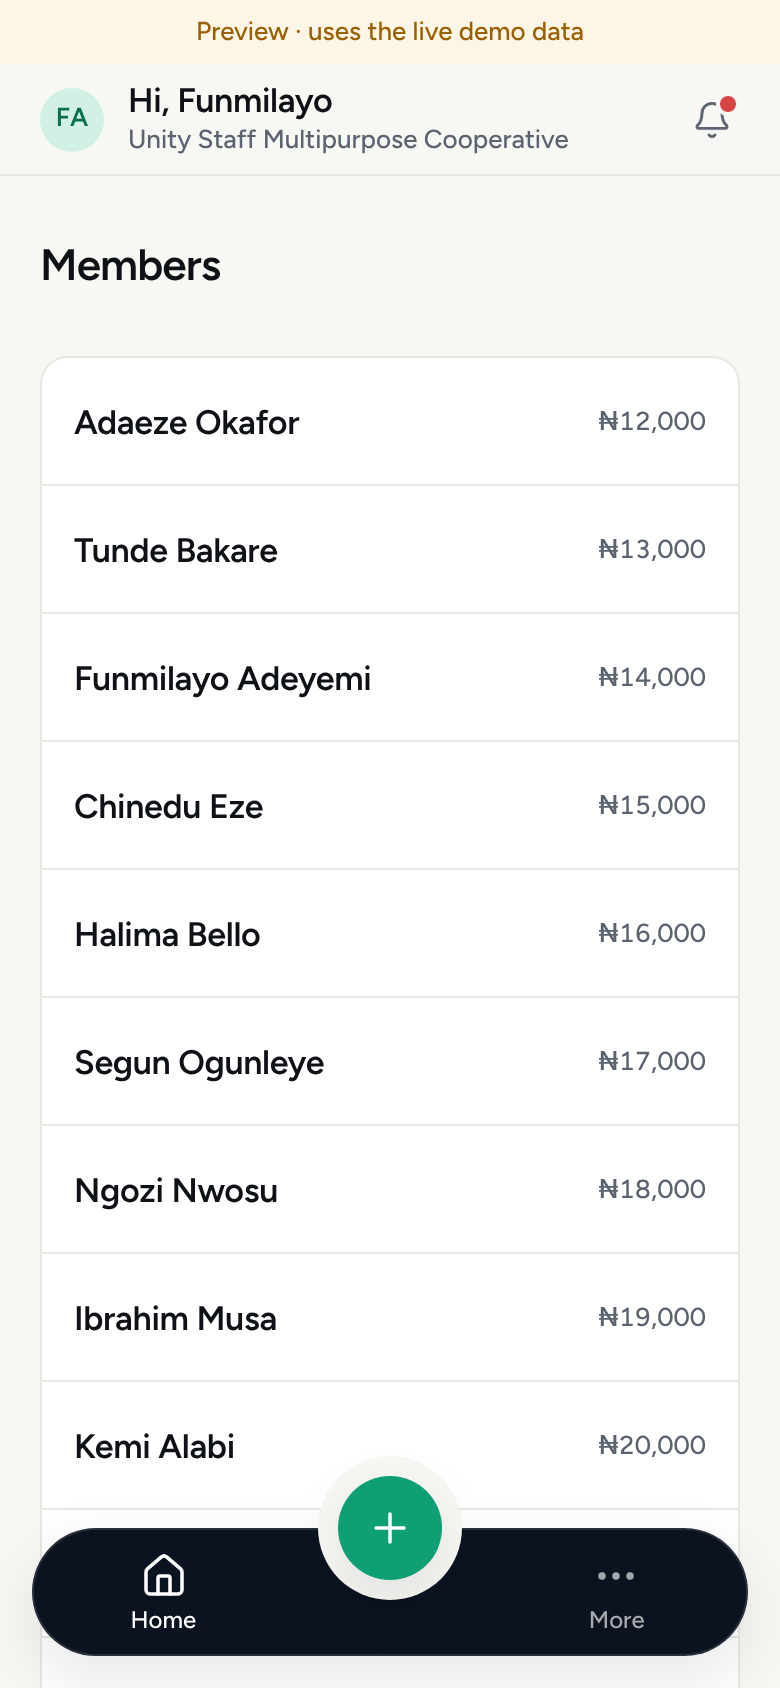 Preview · uses the live demo data
FA
Hi, Funmilayo
Unity Staff Multipurpose Cooperative
Members
Adaeze Okafor ₦12,000
Tunde Bakare ₦13,000
Funmilayo Adeyemi ₦14,000
Chinedu Eze ₦15,000
Halima Bello ₦16,000
Segun Ogunleye ₦17,000
Ngozi Nwosu ₦18,000
Ibrahim Musa ₦19,000
Kemi Alabi ₦20,000
Home More